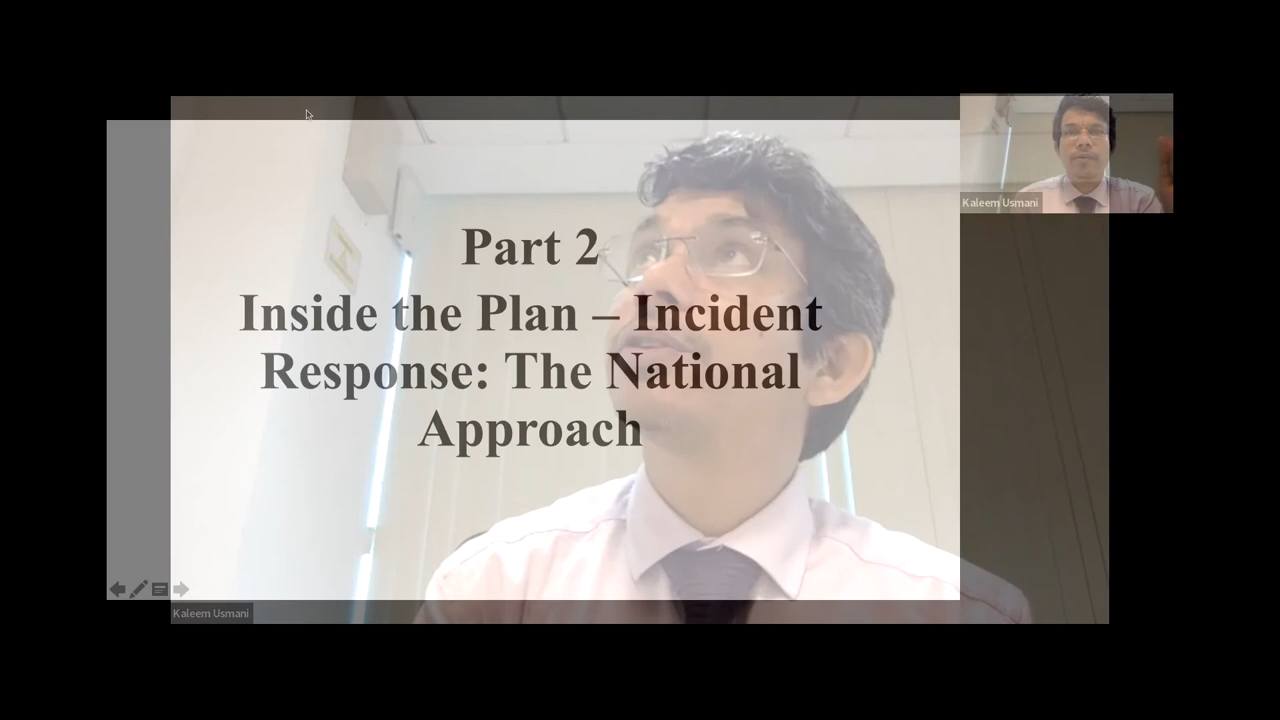 Part 2
Inside the Plan – Incident
Response: The National
Approach
Kaleem Usmani
Kaleem Usmani